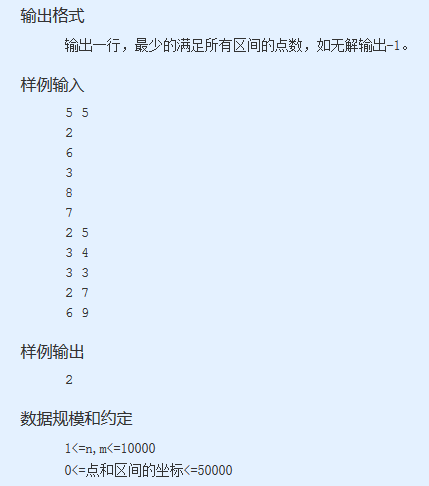 输出格式
输出一行，最少的满足所有区间的点数，如无解输出-1。
样例输入
5 5
2
6
3
8
7
2 5
3 4
3 3
2 7
6 9
样例输出
2
数据规模和约定
1<=n,m<=10000
0<=点和区间的坐标<=50000